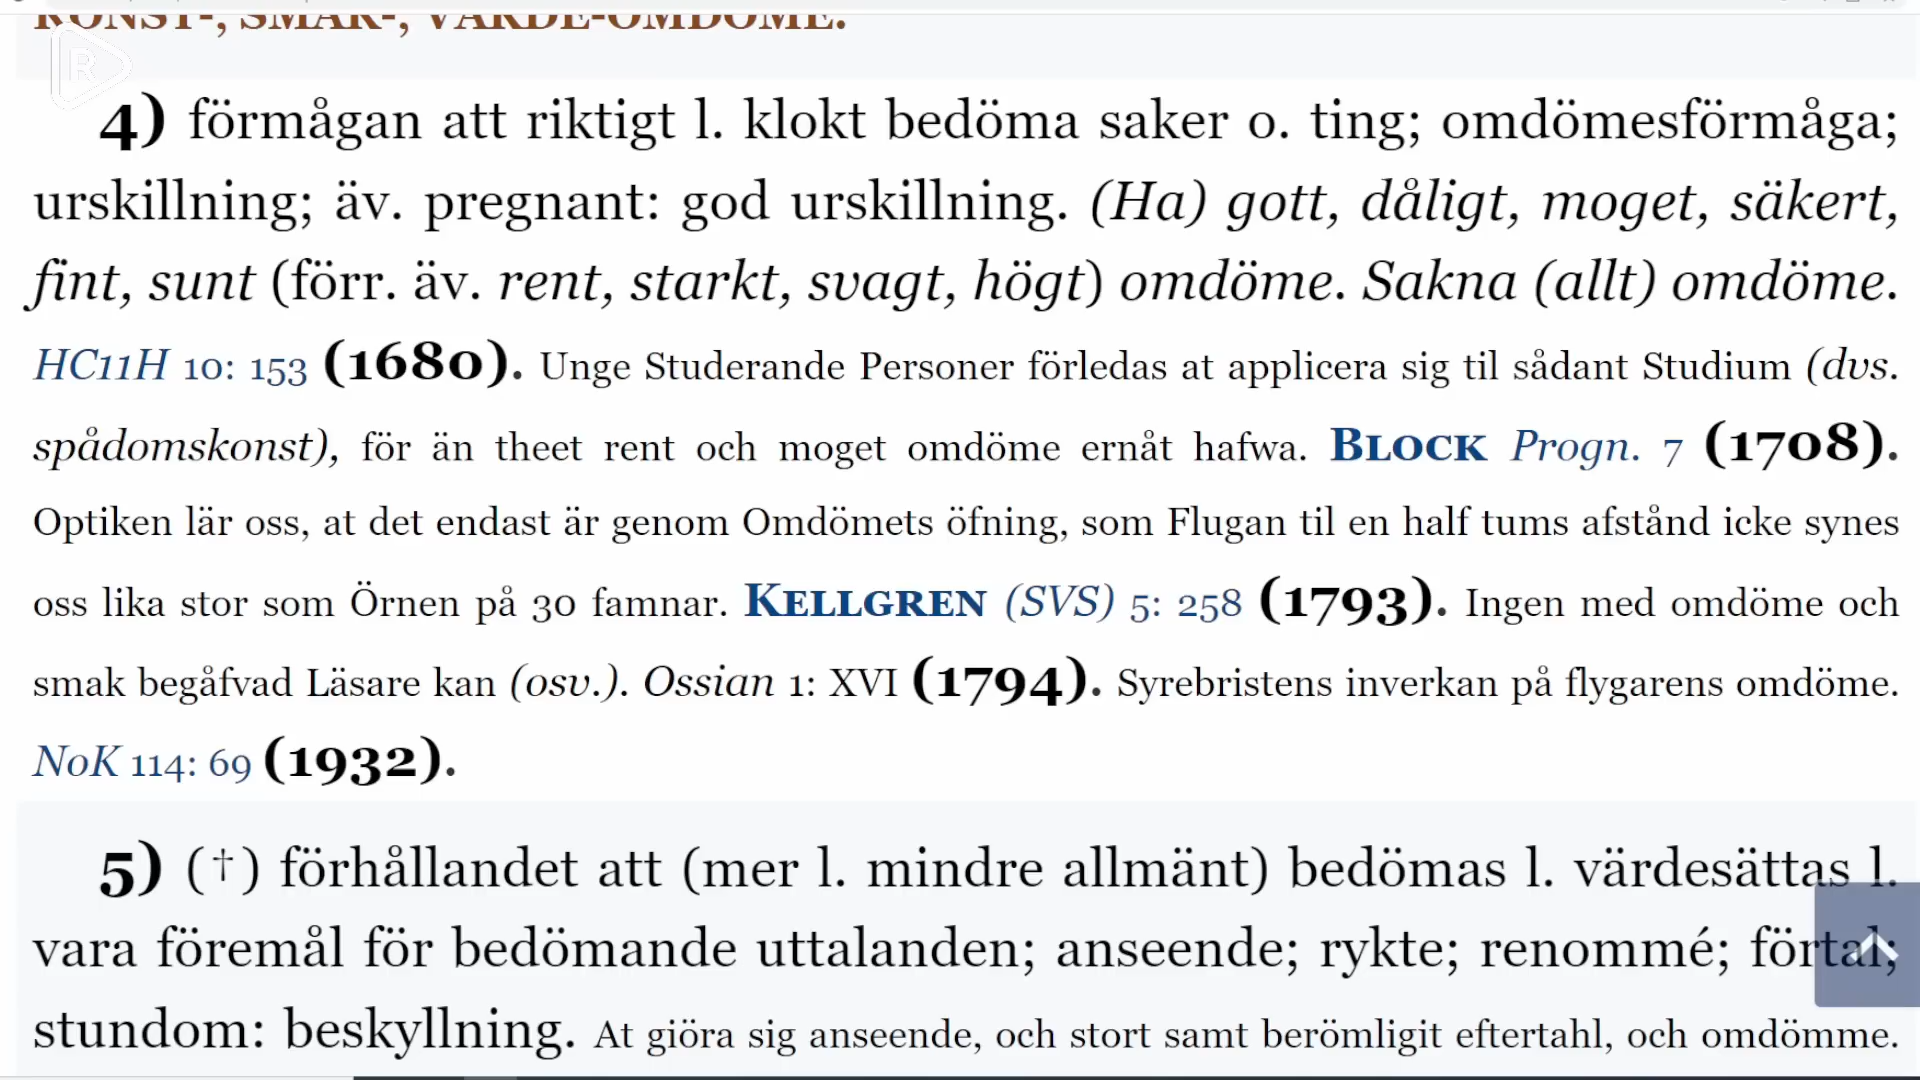 KONST-, SMAK-, VÄRDE-OMDÖME.
R
4) förmågan att riktigt l. klokt bedöma saker o. ting; omdömesförmåga;
urskillning; äv. pregnant: god urskillning. (Ha) gott, dåligt, moget, säkert,
fint, sunt (förr. äv. rent, starkt, svagt, högt) omdöme. Sakna (allt) omdöme.
HC11H 10: 153 (1680). Unge Studerande Personer förledas at applicera sig til sådant Studium (dvs.
spådomskonst), för än theet rent och moget omdöme ernåt hafwa. BLOCK Progn. 7 (1708).
Optiken lär oss, at det endast är genom Omdömets öfning, som Flugan til en half tums afstånd icke synes
oss lika stor som Örnen på 30 famnar. KELLGREN (SVS) 5: 258 (1793). Ingen med omdöme och
smak begåfvad Läsare kan (osv.). Ossian 1: XVI (1794). Syrebristens inverkan på flygarens omdöme.
NoK 114: 69 (1932).
5) (†) förhållandet att (mer l. mindre allmänt) bedömas l. värdesättas l.
vara föremål för bedömande uttalanden; anseende; rykte; renommé; förtal;
stundom: beskyllning. At giöra sig anseende, och stort samt berömligit eftertahl, och omdömme.